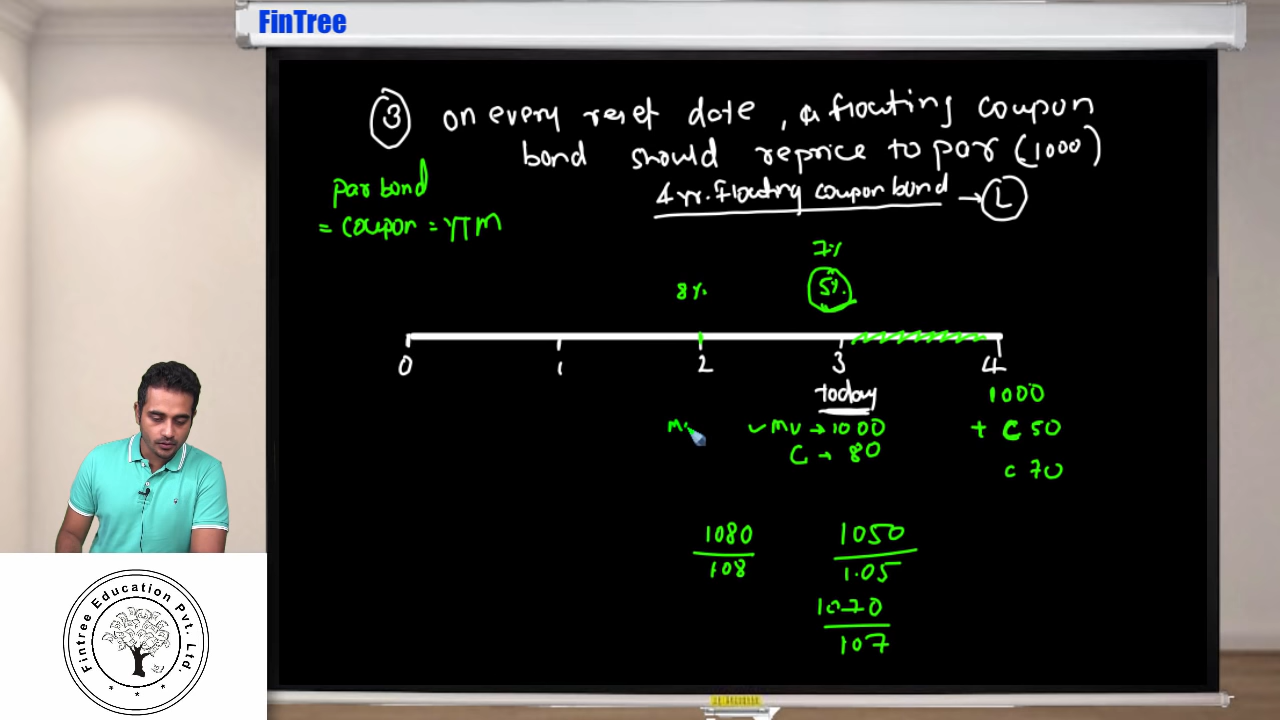 FinTree
3 on every reset date, a floating coupon
bond should reprice to par (1000)
4 yr. floating coupon bond → L
par bond
= coupon = YTM
7%
8% 5%.
0 1 2 3 4
today
1000
M. ✓ MV → 1000 + C 50
C → 80
C 70
1080 1050
108 1.05
1070
107
Fintree Education Pvt. Ltd.
* * *